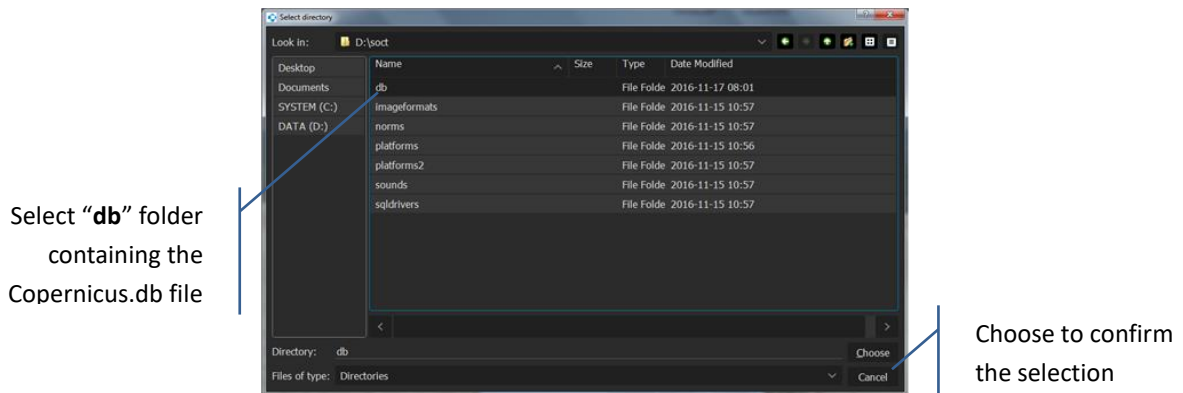 Select directory
Look in: D:\soct
Desktop
Documents
SYSTEM (C:)
DATA (D:)
Name Size Type Date Modified
db File Folde 2016-11-17 08:01
imageformats File Folde 2016-11-15 10:57
norms File Folde 2016-11-15 10:57
platforms File Folde 2016-11-15 10:56
platforms2 File Folde 2016-11-15 10:57
sounds File Folde 2016-11-15 10:57
sqldrivers File Folde 2016-11-15 10:57
Select “db” folder
containing the
Copernicus.db file
Directory: db Choose
Files of type: Directories Cancel
Choose to confirm
the selection